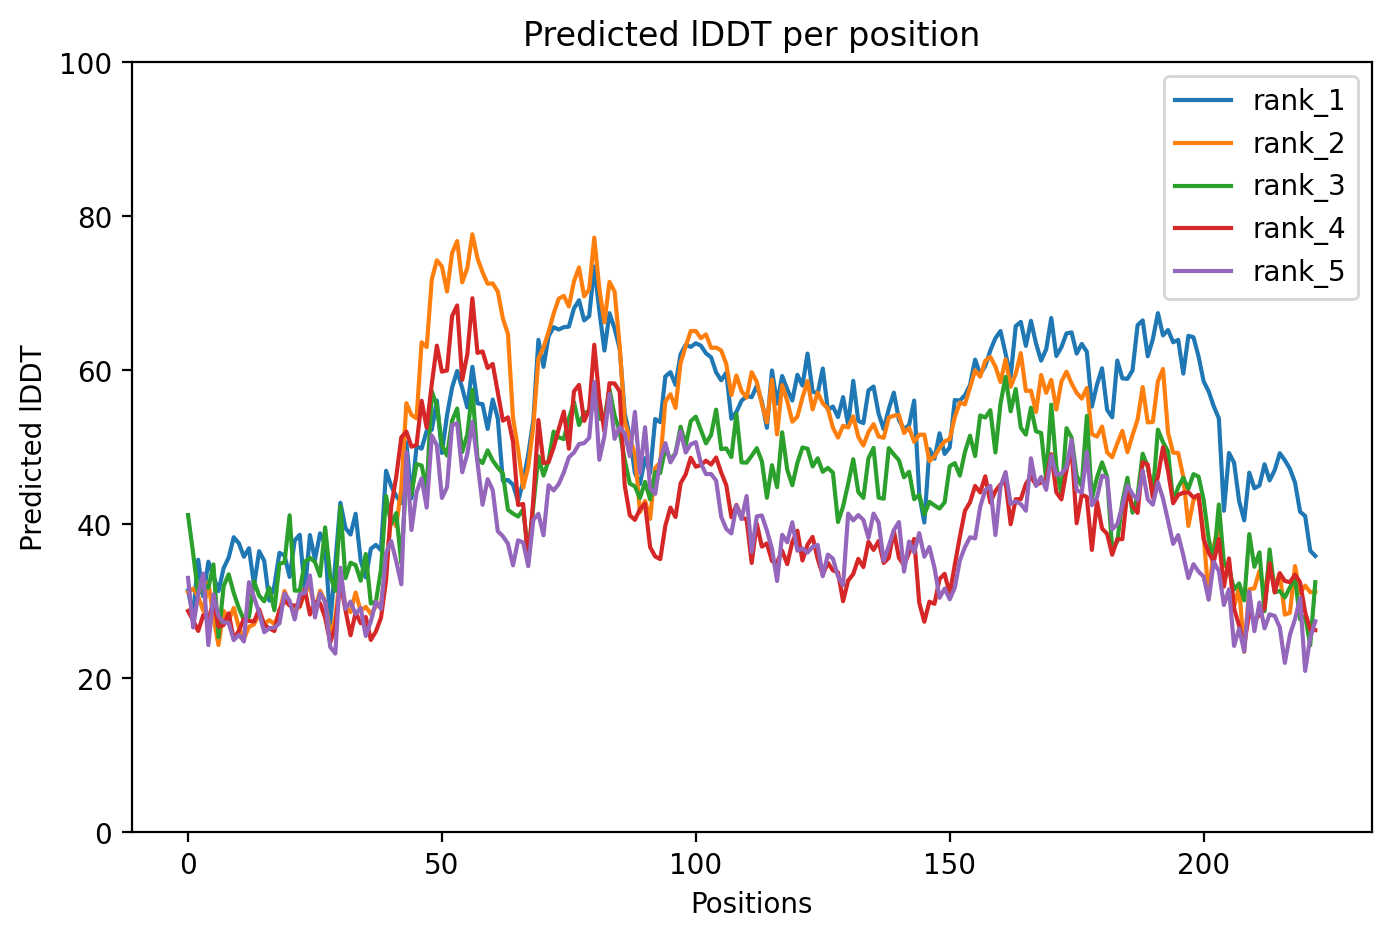 Predicted lDDT per position
100
80
60
40
20
0
Predicted lDDT
rank_1
rank_2
rank_3
rank_4
rank_5
0 50 100 150 200
Positions